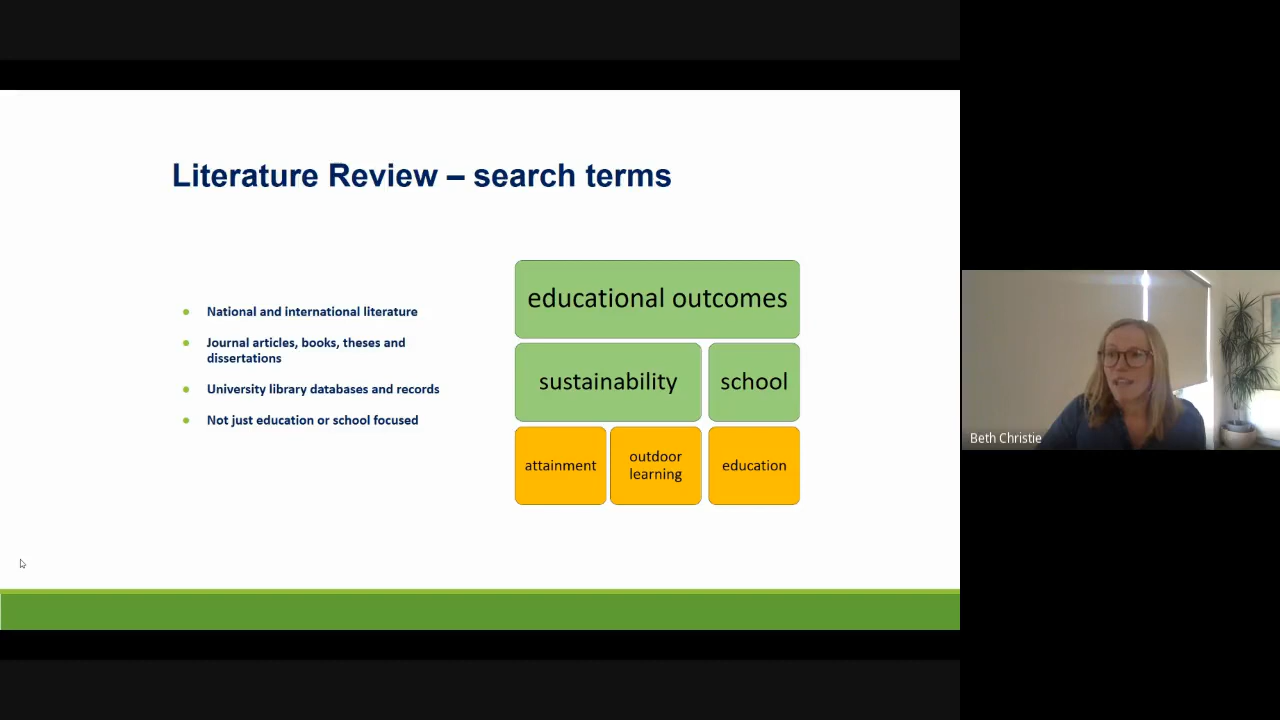 Literature Review – search terms
National and international literature
Journal articles, books, theses and
dissertations
University library databases and records
Not just education or school focused
educational outcomes
sustainability
school
attainment
outdoor
learning
education
Beth Christie